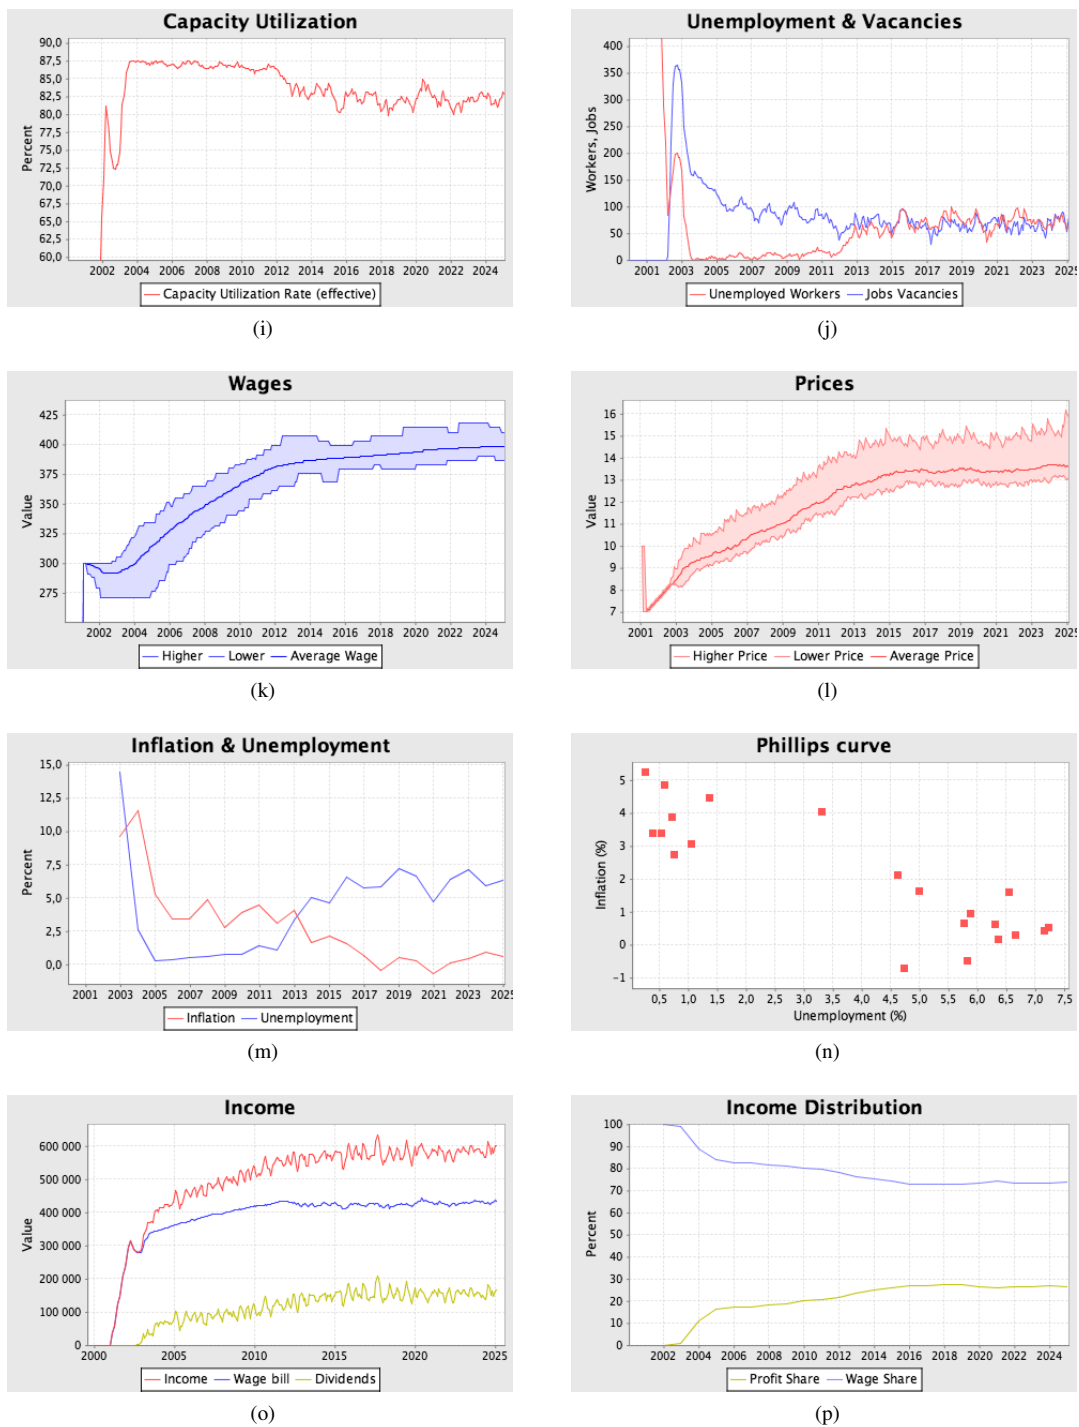 Capacity Utilization
90,0
87,5
85,0
82,5
80,0
77,5
75,0
72,5
70,0
67,5
65,0
62,5
60,0
Percent
2002 2004 2006 2008 2010 2012 2014 2016 2018 2020 2022 2024
Capacity Utilization Rate (effective)
(i)
Unemployment & Vacancies
400
350
300
250
200
150
100
50
0
Workers, Jobs
2001 2003 2005 2007 2009 2011 2013 2015 2017 2019 2021 2023 2025
Unemployed Workers Jobs Vacancies
(j)
Wages
425
400
375
350
325
300
275
Value
2002 2004 2006 2008 2010 2012 2014 2016 2018 2020 2022 2024
Higher Lower Average Wage
(k)
Prices
16
15
14
13
12
11
10
9
8
7
Value
2001 2003 2005 2007 2009 2011 2013 2015 2017 2019 2021 2023 2025
Higher Price Lower Price Average Price
(l)
Inflation & Unemployment
15,0
12,5
10,0
7,5
5,0
2,5
0,0
Percent
2001 2003 2005 2007 2009 2011 2013 2015 2017 2019 2021 2023 2025
Inflation Unemployment
(m)
Phillips curve
5
4
3
2
1
0
-1
Inflation (%)
0,5 1,0 1,5 2,0 2,5 3,0 3,5 4,0 4,5 5,0 5,5 6,0 6,5 7,0 7,5
Unemployment (%)
(n)
Income
600 000
500 000
400 000
300 000
200 000
100 000
0
Value
2000 2005 2010 2015 2020 2025
Income Wage bill Dividends
(o)
Income Distribution
100
90
80
70
60
50
40
30
20
10
0
Percent
2002 2004 2006 2008 2010 2012 2014 2016 2018 2020 2022 2024
Profit Share Wage Share
(p)